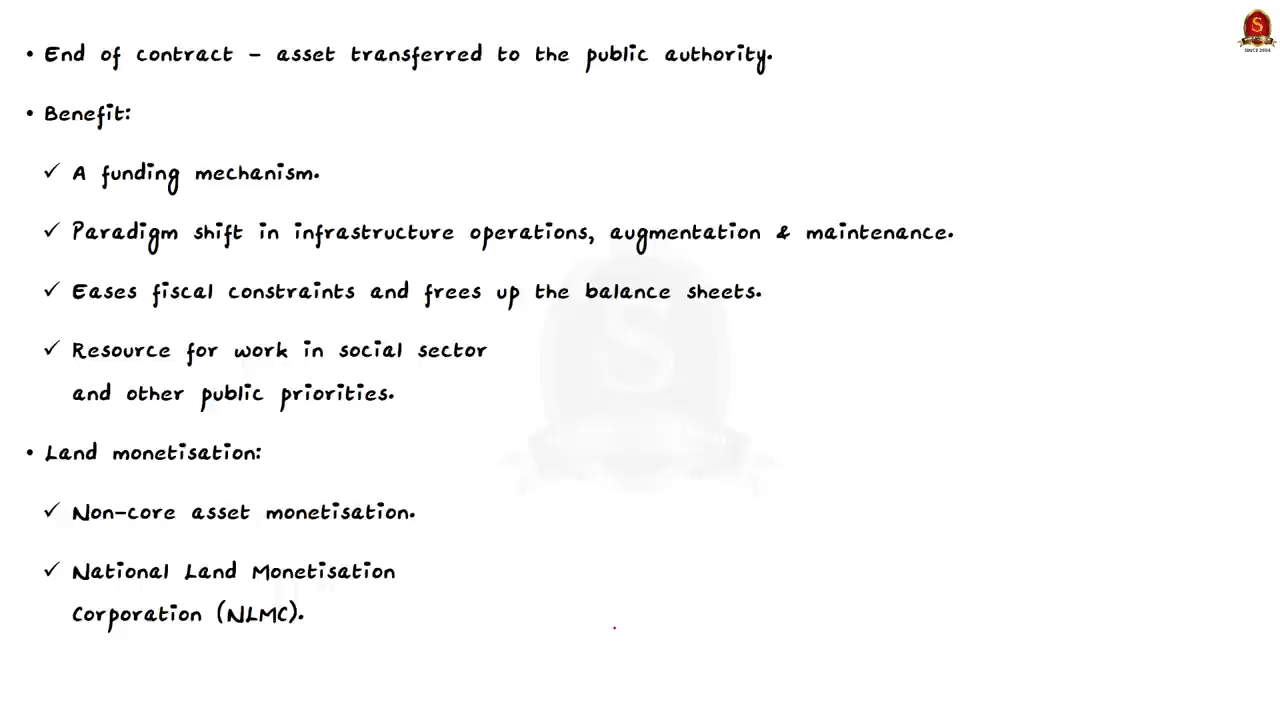 • End of contract – asset transferred to the public authority.
• Benefit:
✓ A funding mechanism.
✓ Paradigm shift in infrastructure operations, augmentation & maintenance.
✓ Eases fiscal constraints and frees up the balance sheets.
✓ Resource for work in social sector
and other public priorities.
• Land monetisation:
✓ Non-core asset monetisation.
✓ National Land Monetisation
Corporation (NLMC).
S
SINCE 2004
S